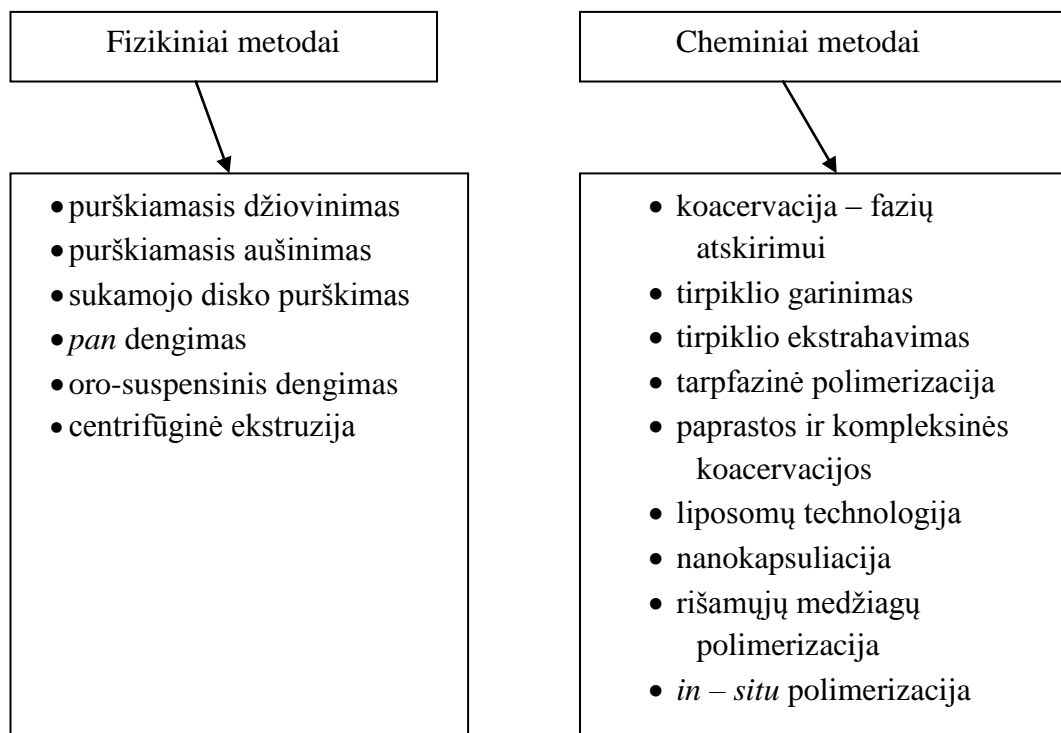 Fizikiniai metodai
Cheminiai metodai
• purškiamasis džiovinimas
• purškiamasis aušinimas
• sukamojo disko purškimas
• pan dengimas
• oro-suspensinis dengimas
• centrifūginė ekstruzija
• koacervacija – fazių
atskirimui
• tirpiklio garinimas
• tirpiklio ekstrahavimas
• tarpfazinė polimerizacija
• paprastos ir kompleksinės
koacervacijos
• liposomų technologija
• nanokapsuliacija
• rišamųjų medžiagų
polimerizacija
• in – situ polimerizacija